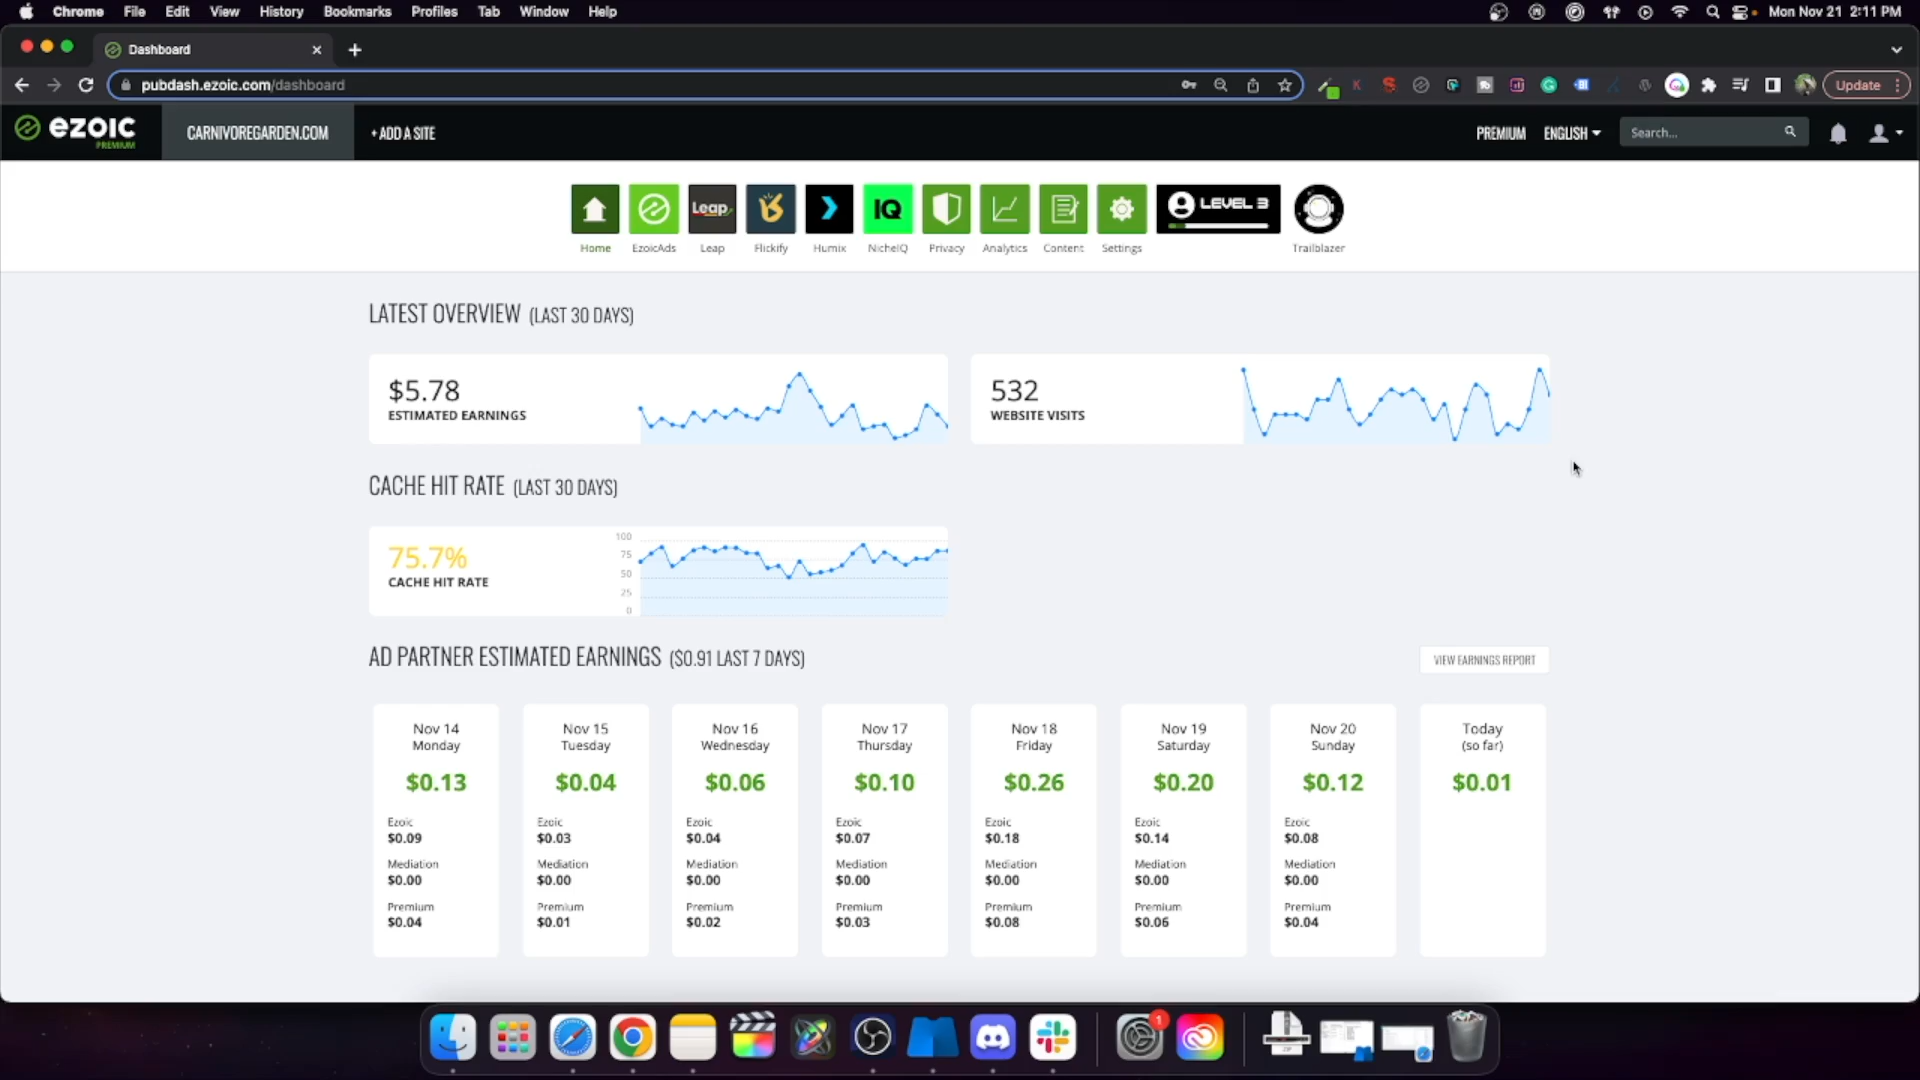 Chrome File Edit View History Bookmarks Profiles Tab Window Help Mon Nov 21 2:11 PM
Dashboard
pubdash.ezoic.com/dashboard Update
ezoic PREMIUM CARNIVOREGARDEN.COM + ADD A SITE PREMIUM ENGLISH Search...
Leap IQ LEVEL 3
Home EzoicAds Leap Flickify Humix NicheIQ Privacy Analytics Content Settings Trailblazer
LATEST OVERVIEW (LAST 30 DAYS)
$5.78
ESTIMATED EARNINGS
532
WEBSITE VISITS
CACHE HIT RATE (LAST 30 DAYS)
75.7%
CACHE HIT RATE
100
75
50
25
0
AD PARTNER ESTIMATED EARNINGS ($0.91 LAST 7 DAYS)
VIEW EARNINGS REPORT
Nov 14 Nov 15 Nov 16 Nov 17 Nov 18 Nov 19 Nov 20 Today
Monday Tuesday Wednesday Thursday Friday Saturday Sunday (so far)
$0.13 $0.04 $0.06 $0.10 $0.26 $0.20 $0.12 $0.01
Ezoic Ezoic Ezoic Ezoic Ezoic Ezoic Ezoic
$0.09 $0.03 $0.04 $0.07 $0.18 $0.14 $0.08
Mediation Mediation Mediation Mediation Mediation Mediation Mediation
$0.00 $0.00 $0.00 $0.00 $0.00 $0.00 $0.00
Premium Premium Premium Premium Premium Premium Premium
$0.04 $0.01 $0.02 $0.03 $0.08 $0.06 $0.04
1
ZIP